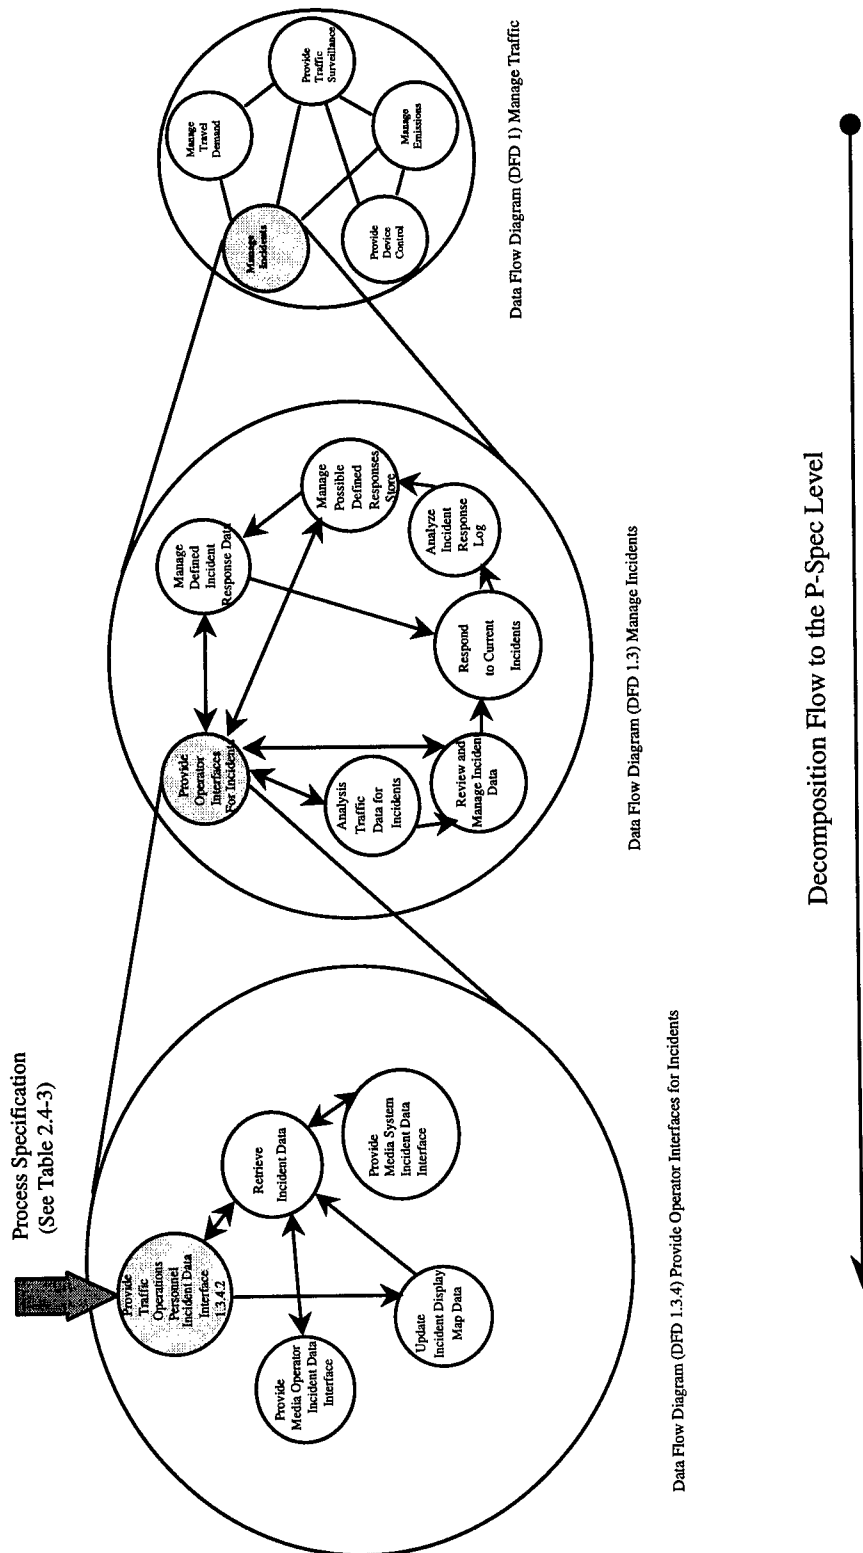 Process Specification
(See Table 2.4-3)
Provide
Traffic
Operations
Personnel
Incident Data
Interface
1.3.4.2
Retrieve
Incident Data
Provide
Media System
Incident Data
Interface
Provide
Media Operator
Incident Data
Interface
Update
Incident Display
Map Data
Data Flow Diagram (DFD 1.3.4) Provide Operator Interfaces for Incidents
Provide
Operator
Interfaces
For Incidents
Manage
Defined
Incident
Response Data
Manage
Possible
Defined
Responses
Store
Analysis
Traffic
Data for
Incidents
Review and
Manage Inciden
Data
Respond
to Current
Incidents
Analyze
Incident
Response
Log
Data Flow Diagram (DFD 1.3) Manage Incidents
Manage
Incidents
Manage
Travel
Demand
Provide
Traffic
Surveillance
Provide
Device
Control
Manage
Emissions
Data Flow Diagram (DFD 1) Manage Traffic
Decomposition Flow to the P-Spec Level